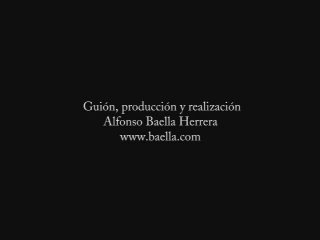 Guión, producción y realización
Alfonso Baella Herrera
www.baella.com